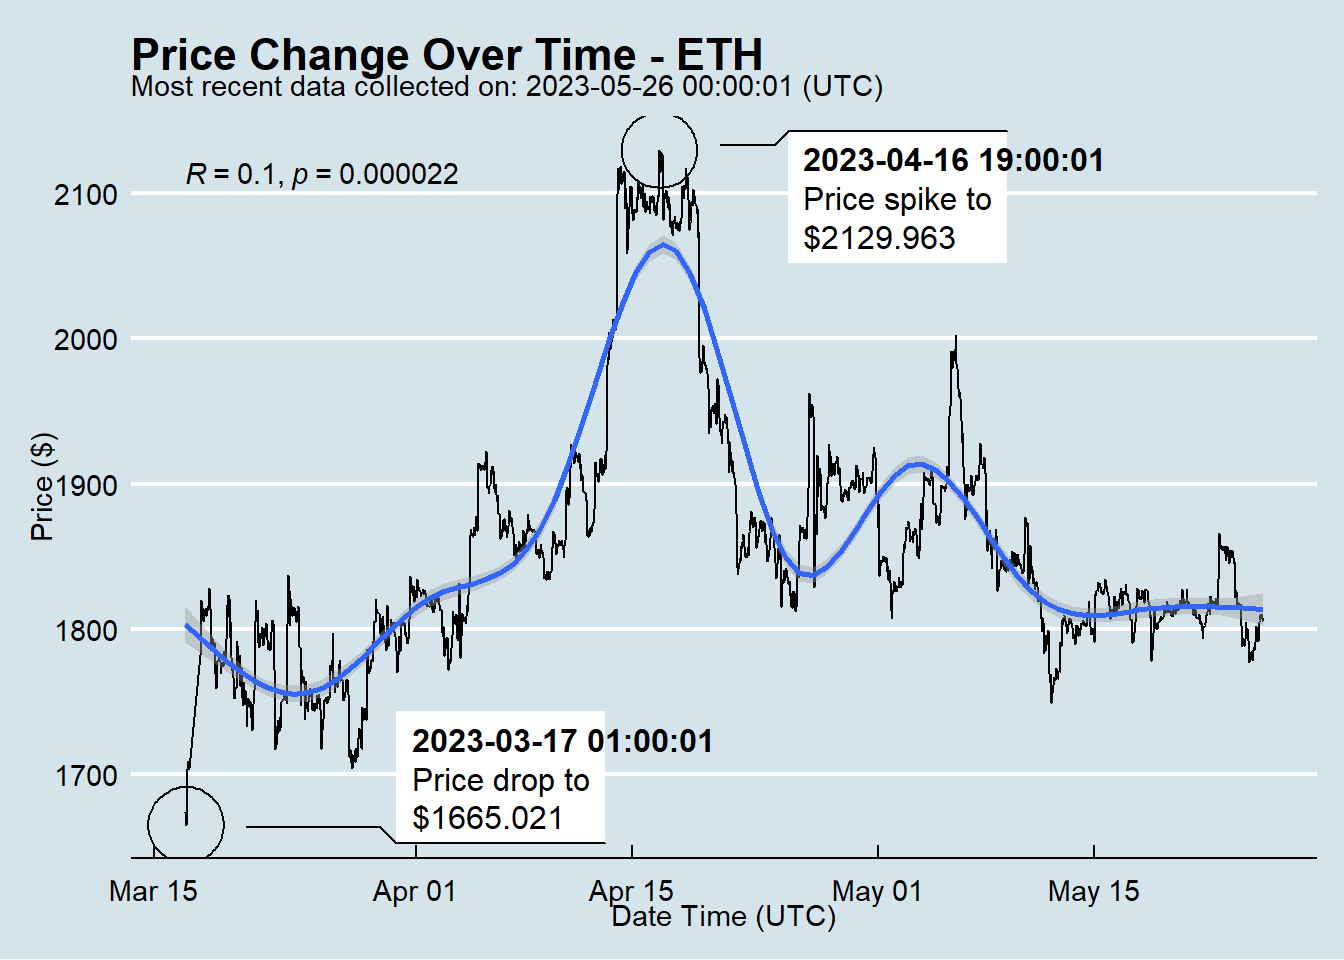 Price Change Over Time - ETH
Most recent data collected on: 2023-05-26 00:00:01 (UTC)
R = 0.1, p = 0.000022
2023-04-16 19:00:01
Price spike to
$2129.963
2100
2000
1900
1800
1700
Price ($)
2023-03-17 01:00:01
Price drop to
$1665.021
Mar 15
Apr 01
Apr 15
May 01
May 15
Date Time (UTC)